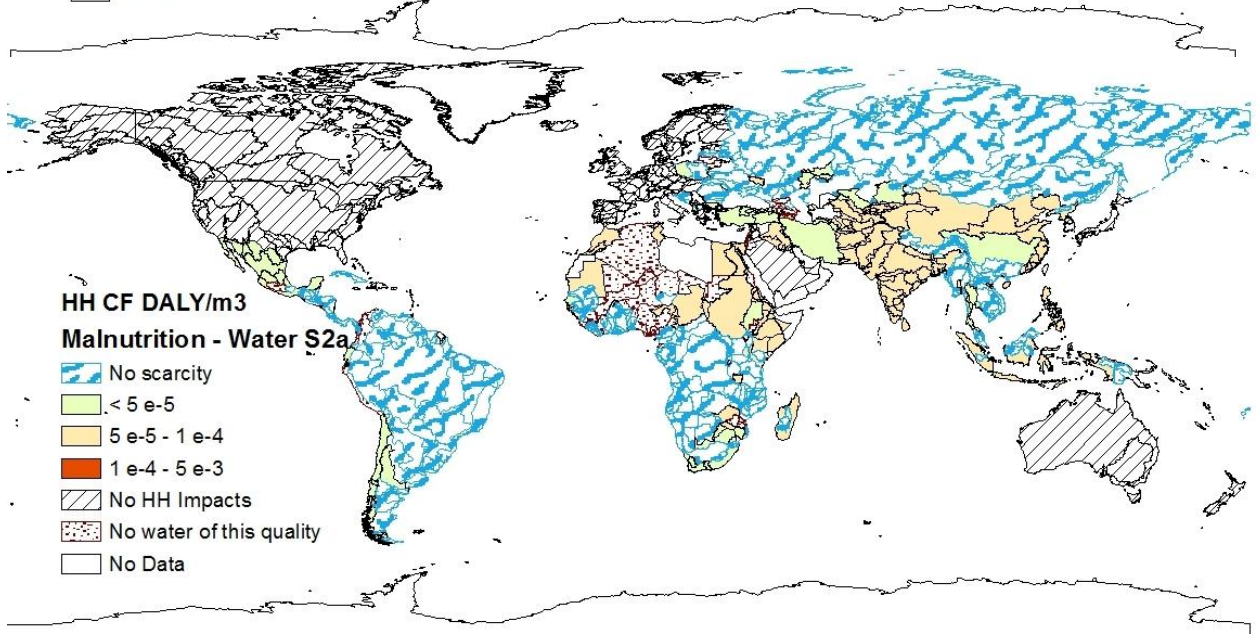 HH CF DALY/m3
Malnutrition - Water S2a
No scarcity
< 5 e-5
5 e-5 - 1 e-4
1 e-4 - 5 e-3
No HH Impacts
No water of this quality
No Data